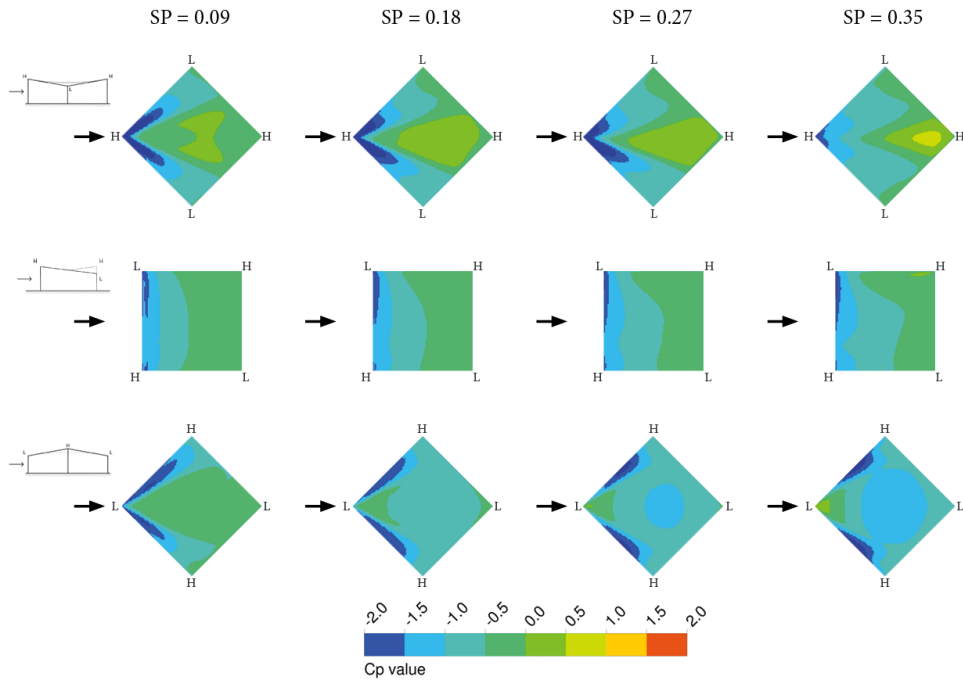 SP = 0.09 SP = 0.18 SP = 0.27 SP = 0.35
L L L L
H H
L
H H H H H H H H
L L L L
H H
L
L H L H L H L H
H L H L H L H L
H H H H
H
L L
L L L L L L L L
H H H H
-2.0 -1.5 -1.0 -0.5 0.0 0.5 1.0 1.5 2.0
Cp value